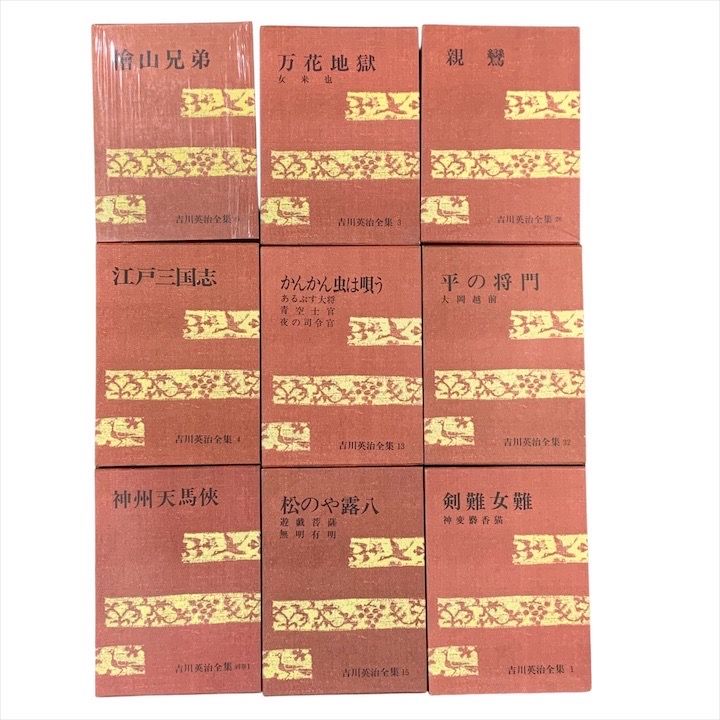 檜山兄弟
吉川英治全集
万花地獄
女来也
吉川英治全集 3
親鸞
吉川英治全集
江戸三国志
吉川英治全集 4
かんかん虫は唄う
あるぷす大将
青空士官
夜の司令官
吉川英治全集 13
平の将門
大岡越前
吉川英治全集 32
神州天馬俠
吉川英治全集 別巻1
松のや露八
遊戯菩薩
無明有明
吉川英治全集 15
剣難女難
神変麝香猫
吉川英治全集 1